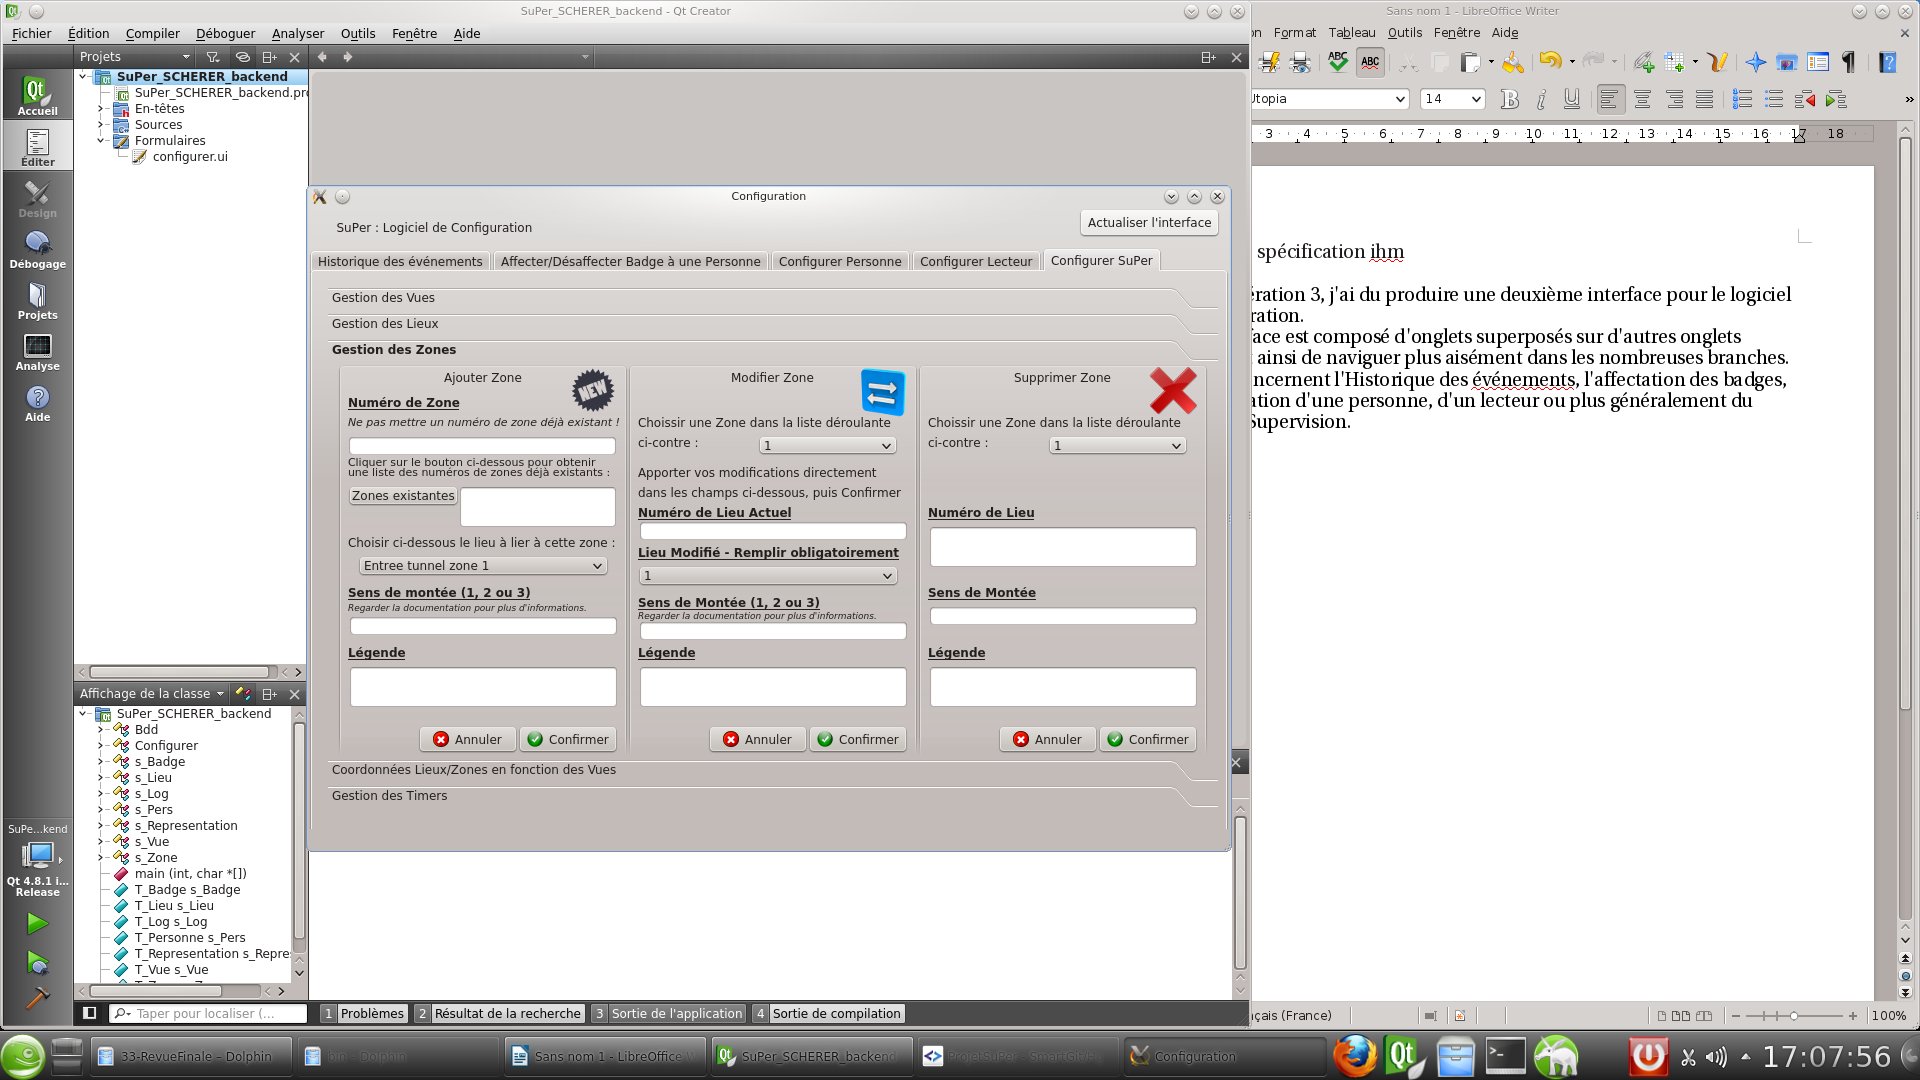 SuPer_SCHERER_backend - Qt Creator
Fichier Édition Compiler Déboguer Analyser Outils Fenêtre Aide
Projets
SuPer_SCHERER_backend
SuPer_SCHERER_backend.pro
En-têtes
Sources
Formulaires
configurer.ui
Qt
Accueil
Éditer
Design
Débogage
Projets
Analyse
Aide
SuPe...kend
Qt 4.8.1 i...
Release
Configuration
SuPer : Logiciel de Configuration
Actualiser l'interface
Historique des événements
Affecter/Désaffecter Badge à une Personne
Configurer Personne
Configurer Lecteur
Configurer SuPer
Gestion des Vues
Gestion des Lieux
Gestion des Zones
Ajouter Zone
NEW
Numéro de Zone
Ne pas mettre un numéro de zone déjà existant !
Cliquer sur le bouton ci-dessous pour obtenir
une liste des numéros de zones déjà existants :
Zones existantes
Choisir ci-dessous le lieu à lier à cette zone :
Entree tunnel zone 1
Sens de montée (1, 2 ou 3)
Regarder la documentation pour plus d'informations.
Légende
Annuler
Confirmer
Modifier Zone
Choissir une Zone dans la liste déroulante
ci-contre :
1
Apporter vos modifications directement
dans les champs ci-dessous, puis Confirmer
Numéro de Lieu Actuel
Lieu Modifié - Remplir obligatoirement
1
Sens de Montée (1, 2 ou 3)
Regarder la documentation pour plus d'informations.
Légende
Annuler
Confirmer
Supprimer Zone
Choissir une Zone dans la liste déroulante
ci-contre :
1
Numéro de Lieu
Sens de Montée
Légende
Annuler
Confirmer
Coordonnées Lieux/Zones en fonction des Vues
Gestion des Timers
Affichage de la classe
SuPer_SCHERER_backend
Bdd
Configurer
s_Badge
s_Lieu
s_Log
s_Pers
s_Representation
s_Vue
s_Zone
main (int, char *[])
T_Badge s_Badge
T_Lieu s_Lieu
T_Log s_Log
T_Personne s_Pers
T_Representation s_Repre
T_Vue s_Vue
Taper pour localiser (...
1 Problèmes
2 Résultat de la recherche
3 Sortie de l'application
4 Sortie de compilation
Sans nom 1 - LibreOffice Writer
Format Tableau Outils Fenêtre Aide
ABC ABC
Utopia 14
3 4 5 6 7 8 9 10 11 12 13 14 15 16 17 18
spécification ihm
ération 3, j'ai du produire une deuxième interface pour le logiciel
ration.
face est composé d'onglets superposés sur d'autres onglets
ainsi de naviguer plus aisément dans les nombreuses branches.
ncernent l'Historique des événements, l'affectation des badges,
ation d'une personne, d'un lecteur ou plus généralement du
Supervision.
çais (France)
100%
33-RevueFinale – Dolphin
bin – Dolphin
Sans nom 1 - LibreOffice W
SuPer_SCHERER_backend
ProjetSuPer - SmartGit/H
Configuration
Qt
17:07:56